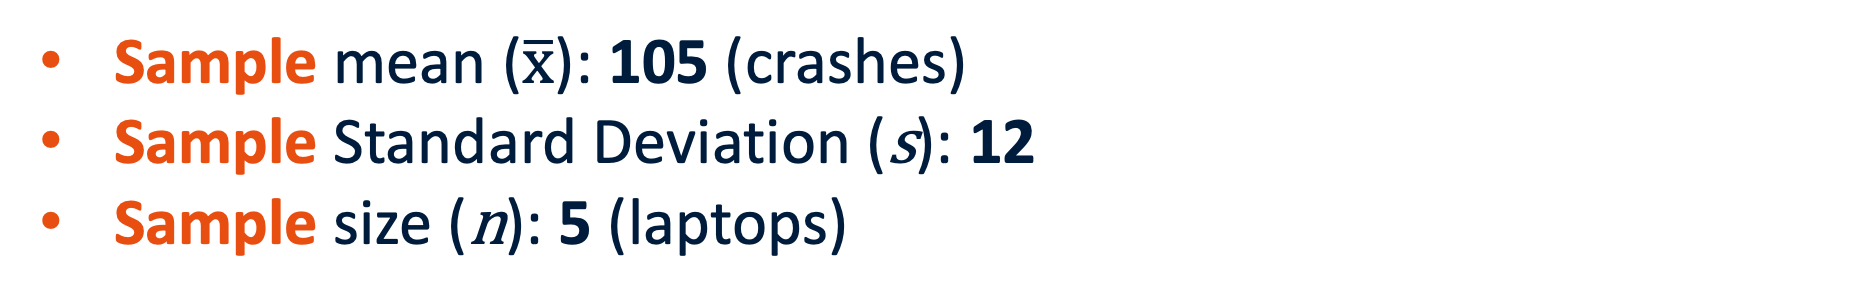 • Sample mean (x̅): 105 (crashes)
• Sample Standard Deviation (s): 12
• Sample size (n): 5 (laptops)